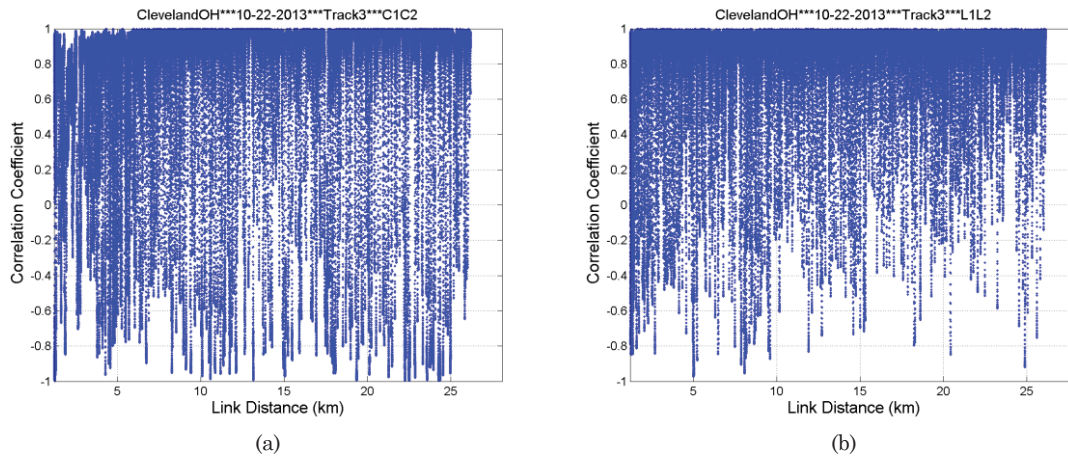 ClevelandOH***10-22-2013***Track3***C1C2
1
0.8
0.6
0.4
0.2
0
-0.2
-0.4
-0.6
-0.8
-1
Correlation Coefficient
5 10 15 20 25
Link Distance (km)
(a)
ClevelandOH***10-22-2013***Track3***L1L2
1
0.8
0.6
0.4
0.2
0
-0.2
-0.4
-0.6
-0.8
-1
Correlation Coefficient
5 10 15 20 25
Link Distance (km)
(b)